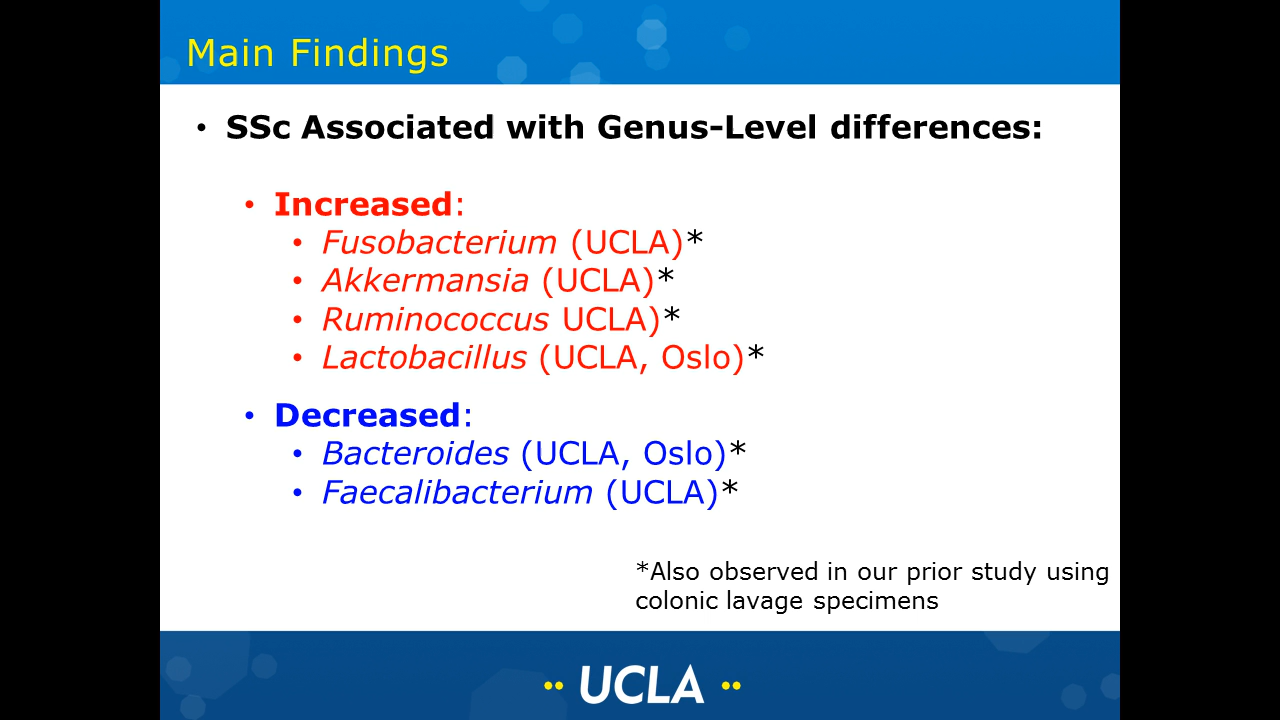 Main Findings
• SSc Associated with Genus-Level differences:
• Increased:
• Fusobacterium (UCLA)*
• Akkermansia (UCLA)*
• Ruminococcus UCLA)*
• Lactobacillus (UCLA, Oslo)*
• Decreased:
• Bacteroides (UCLA, Oslo)*
• Faecalibacterium (UCLA)*
*Also observed in our prior study using
colonic lavage specimens
UCLA